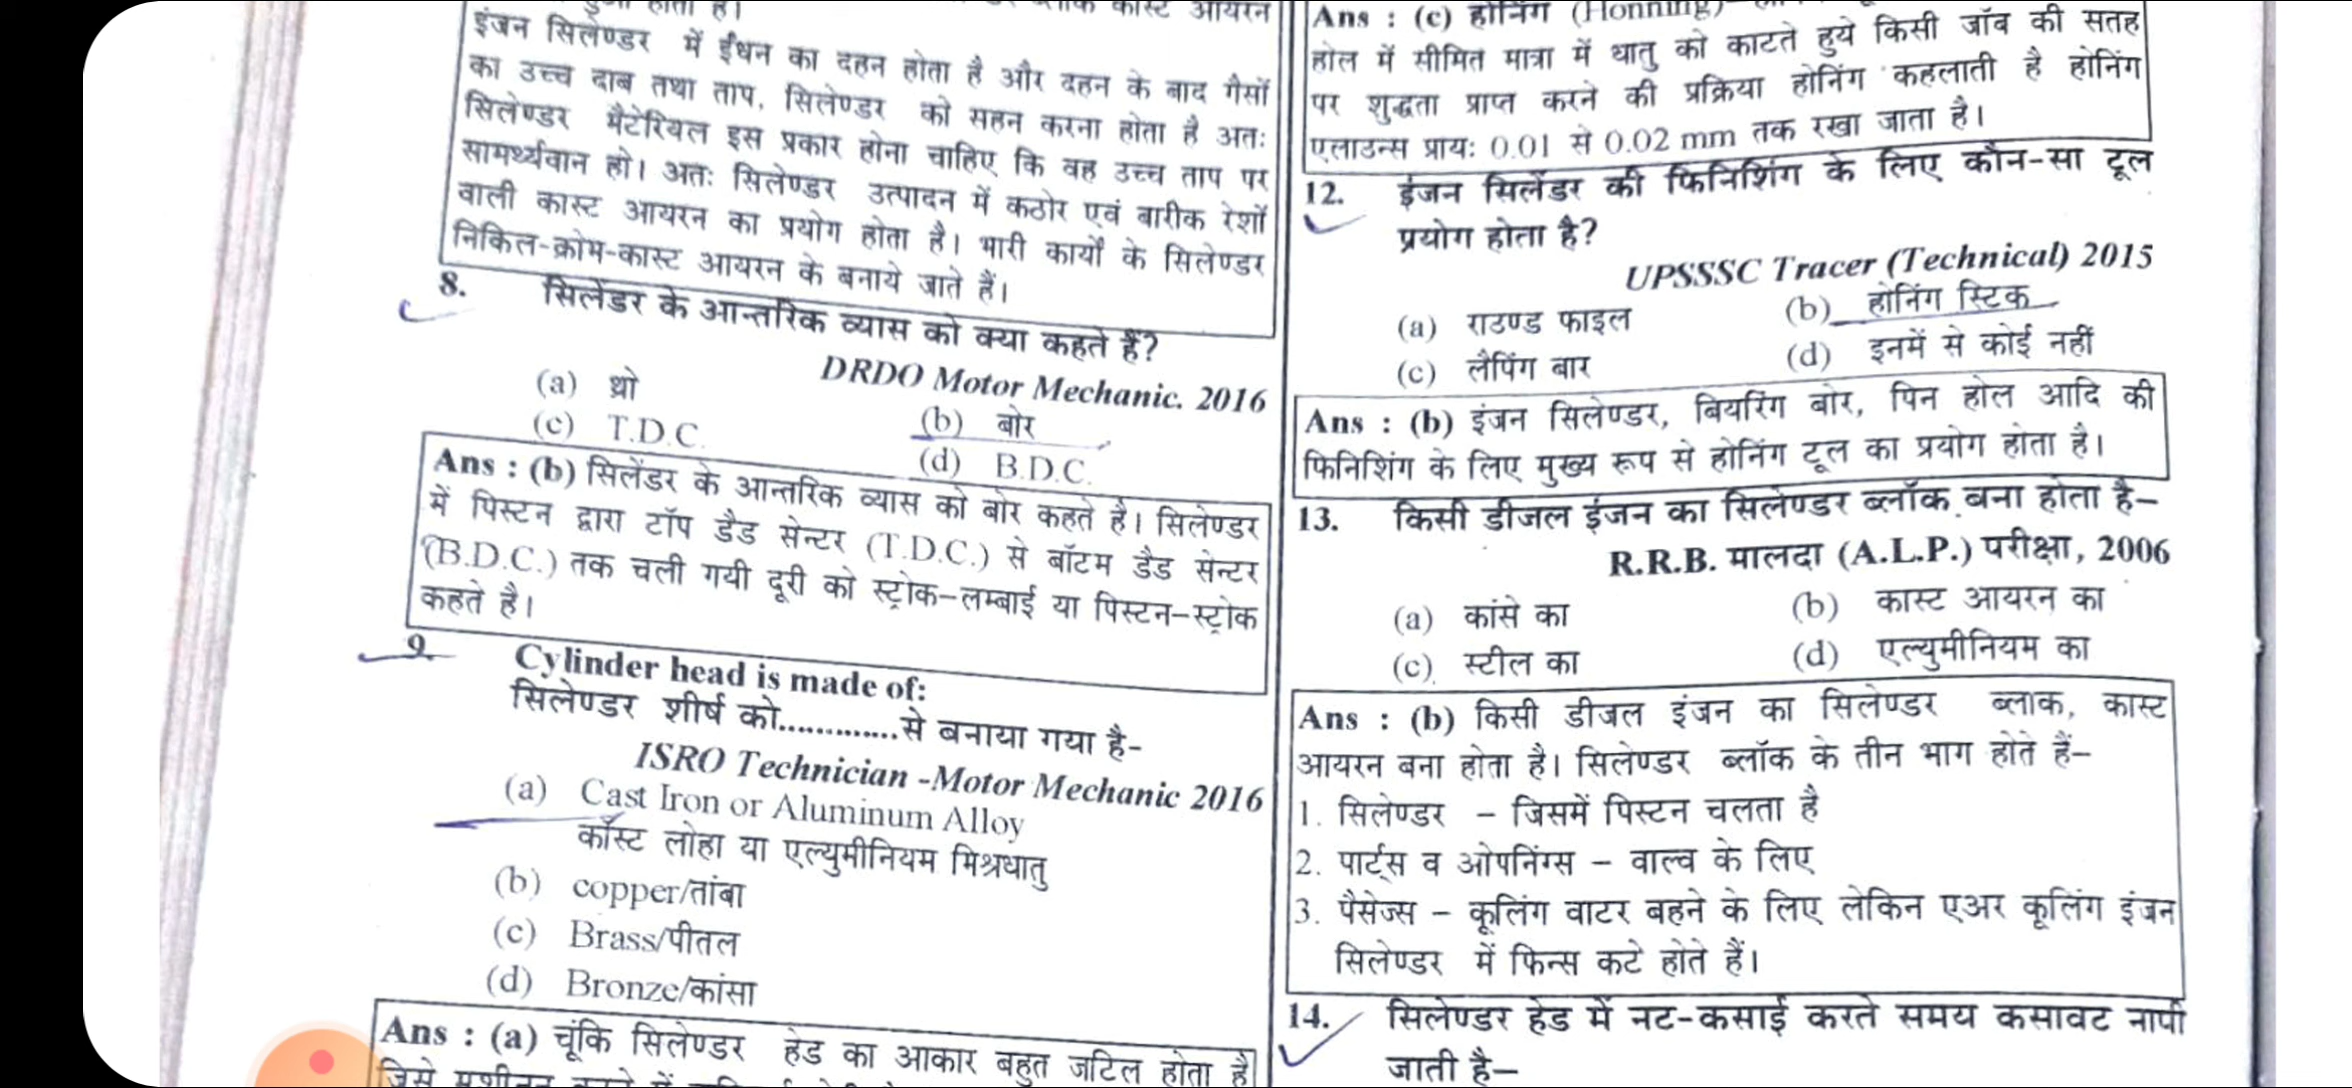 कास्ट आयरन
इंजन सिलेण्डर में ईंधन का दहन होता है और दहन के बाद गैसों
का उच्च दाब तथा ताप, सिलेण्डर को सहन करना होता है अतः
सिलेण्डर मैटेरियल इस प्रकार होना चाहिए कि वह उच्च ताप पर
सामर्थ्यवान हो। अतः सिलेण्डर उत्पादन में कठोर एवं बारीक रेशों
वाली कास्ट आयरन का प्रयोग होता है। भारी कार्यों के सिलेण्डर
निकिल-क्रोम-कास्ट आयरन के बनाये जाते हैं।
8. सिलेंडर के आन्तरिक व्यास को क्या कहते हैं?
DRDO Motor Mechanic. 2016
(a) थ्रो (b) बोर
(c) T.D.C. (d) B.D.C.
Ans : (b) सिलेंडर के आन्तरिक व्यास को बोर कहते है। सिलेण्डर
में पिस्टन द्वारा टॉप डैड सेन्टर (T.D.C.) से बॉटम डैड सेन्टर
(B.D.C.) तक चली गयी दूरी को स्ट्रोक-लम्बाई या पिस्टन-स्ट्रोक
कहते है।
9. Cylinder head is made of:
सिलेण्डर शीर्ष को.............से बनाया गया है-
ISRO Technician -Motor Mechanic 2016
(a) Cast Iron or Aluminum Alloy
कॉस्ट लोहा या एल्युमीनियम मिश्रधातु
(b) copper/तांबा
(c) Brass/पीतल
(d) Bronze/कांसा
Ans : (a) चूंकि सिलेण्डर हेड का आकार बहुत जटिल होता है
जिसे
Ans : (c) होनिंग (Honning)
होल में सीमित मात्रा में धातु को काटते हुये किसी जॉब की सतह
पर शुद्धता प्राप्त करने की प्रक्रिया होनिंग कहलाती है होनिंग
एलाउन्स प्रायः 0.01 से 0.02 mm तक रखा जाता है।
12. इंजन सिलेंडर की फिनिशिंग के लिए कौन-सा टूल
प्रयोग होता है?
UPSSSC Tracer (Technical) 2015
(a) राउण्ड फाइल (b) होनिंग स्टिक
(c) लैपिंग बार (d) इनमें से कोई नहीं
Ans : (b) इंजन सिलेण्डर, बियरिंग बोर, पिन होल आदि की
फिनिशिंग के लिए मुख्य रूप से होनिंग टूल का प्रयोग होता है।
13. किसी डीजल इंजन का सिलेण्डर ब्लॉक बना होता है–
R.R.B. मालदा (A.L.P.) परीक्षा, 2006
(a) कांसे का (b) कास्ट आयरन का
(c) स्टील का (d) एल्युमीनियम का
Ans : (b) किसी डीजल इंजन का सिलेण्डर ब्लाक, कास्ट
आयरन बना होता है। सिलेण्डर ब्लॉक के तीन भाग होते हैं–
1. सिलेण्डर – जिसमें पिस्टन चलता है
2. पार्ट्स व ओपनिंग्स – वाल्व के लिए
3. पैसेज्स – कूलिंग वाटर बहने के लिए लेकिन एअर कूलिंग इंजन
सिलेण्डर में फिन्स कटे होते हैं।
14. सिलेण्डर हेड में नट-कसाई करते समय कसावट नापी
जाती है–